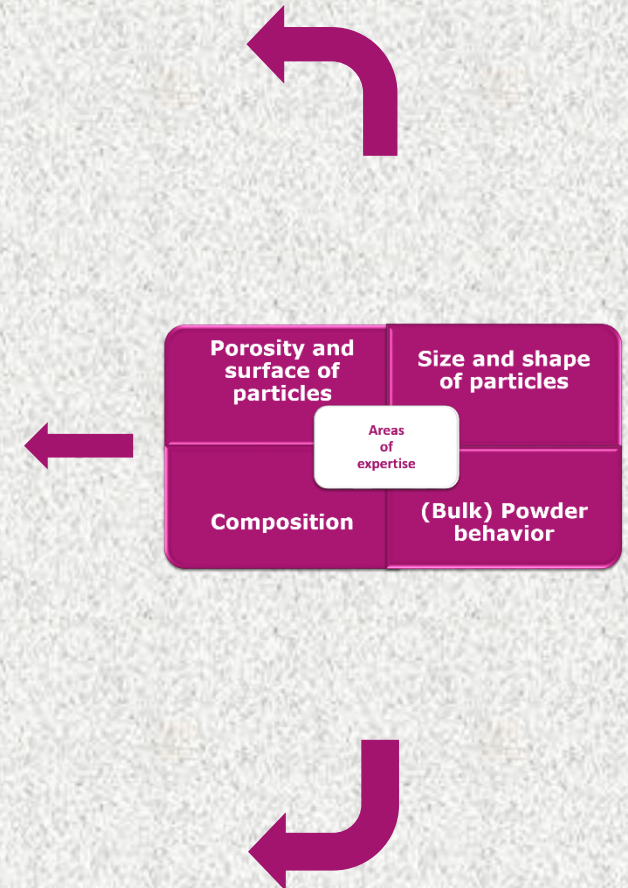 Porosity and
surface of
particles
Size and shape
of particles
Areas
of
expertise
Composition
(Bulk) Powder
behavior